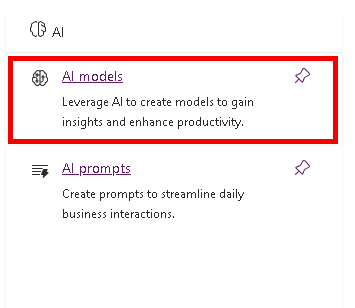 AI
AI models
Leverage AI to create models to gain
insights and enhance productivity.
AI prompts
Create prompts to streamline daily
business interactions.